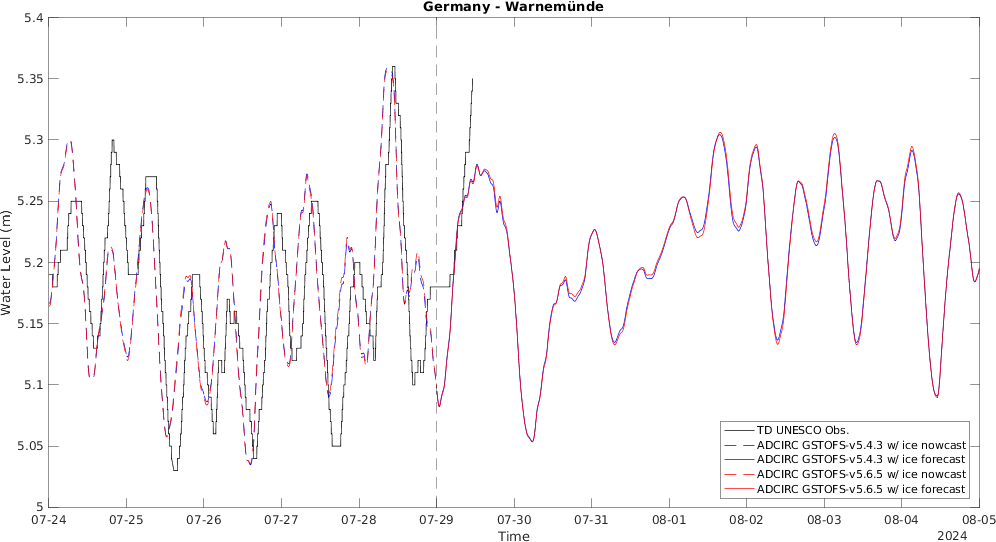 Germany - Warnemünde
Water Level (m)
5.4
5.35
5.3
5.25
5.2
5.15
5.1
5.05
5
TD UNESCO Obs.
ADCIRC GSTOFS-v5.4.3 w/ ice nowcast
ADCIRC GSTOFS-v5.4.3 w/ ice forecast
ADCIRC GSTOFS-v5.6.5 w/ ice nowcast
ADCIRC GSTOFS-v5.6.5 w/ ice forecast
07-24 07-25 07-26 07-27 07-28 07-29 07-30 07-31 08-01 08-02 08-03 08-04 08-05
Time
2024